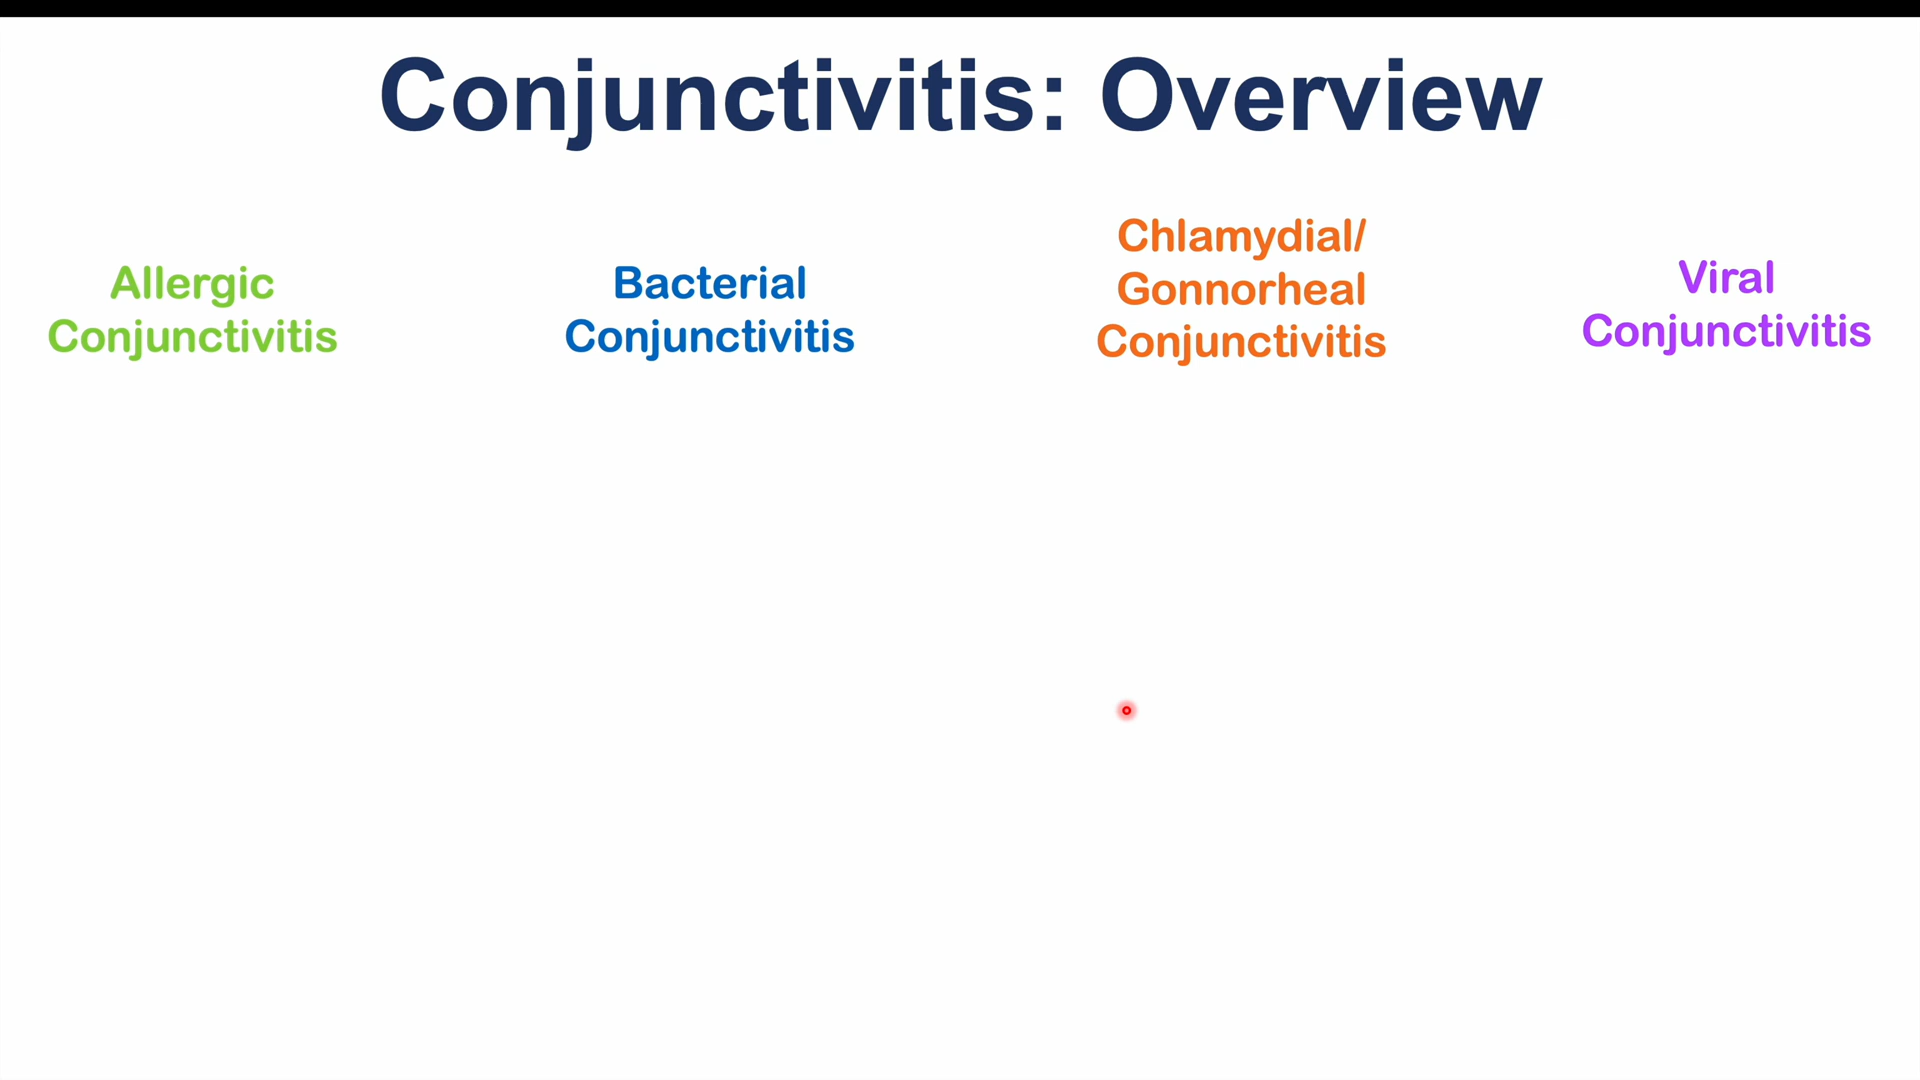 Conjunctivitis: Overview
Allergic
Conjunctivitis
Bacterial
Conjunctivitis
Chlamydial/
Gonnorheal
Conjunctivitis
Viral
Conjunctivitis